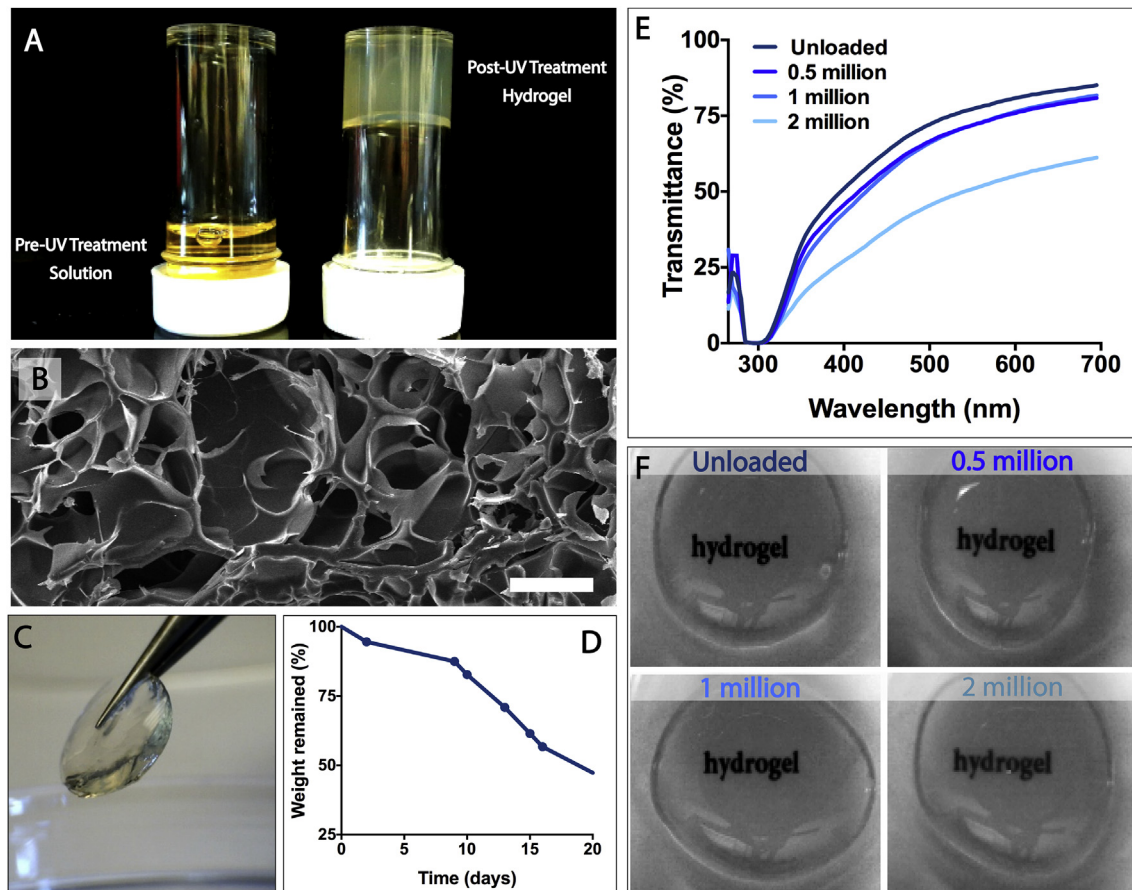 A
Post-UV Treatment
Hydrogel
Pre-UV Treatment
Solution
B
C
D
Weight remained (%)
100
75
50
25
0
5
10
15
20
Time (days)
E
Transmittance (%)
100
75
50
25
0
Unloaded
0.5 million
1 million
2 million
300
400
500
600
700
Wavelength (nm)
F
Unloaded
hydrogel
0.5 million
hydrogel
1 million
hydrogel
2 million
hydrogel